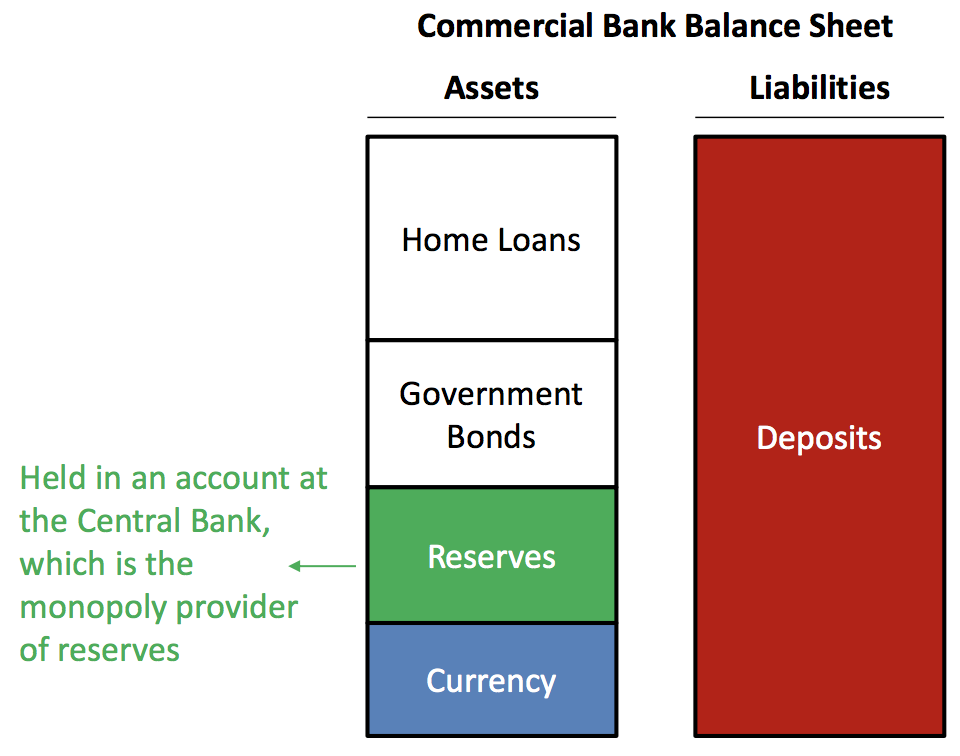 Commercial Bank Balance Sheet
Assets
Liabilities
Home Loans
Government
Bonds
Deposits
Held in an account at
the Central Bank,
which is the
monopoly provider
of reserves
Reserves
Currency